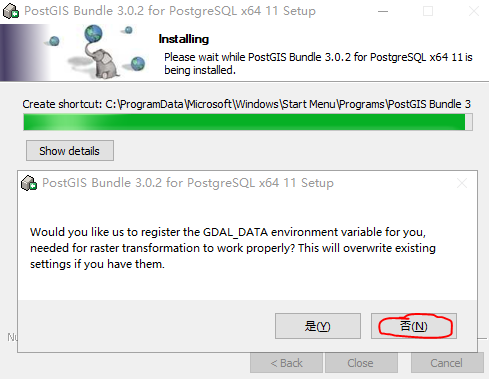 PostGIS Bundle 3.0.2 for PostgreSQL x64 11 Setup
Installing
Please wait while PostGIS Bundle 3.0.2 for PostgreSQL x64 11 is
being installed.
Create shortcut: C:\ProgramData\Microsoft\Windows\Start Menu\Programs\PostGIS Bundle 3
Show details
PostGIS Bundle 3.0.2 for PostgreSQL x64 11 Setup
Would you like us to register the GDAL_DATA environment variable for you,
needed for raster transformation to work properly? This will overwrite existing
settings if you have them.
是(Y) 否(N)
Nu
< Back Close Cancel